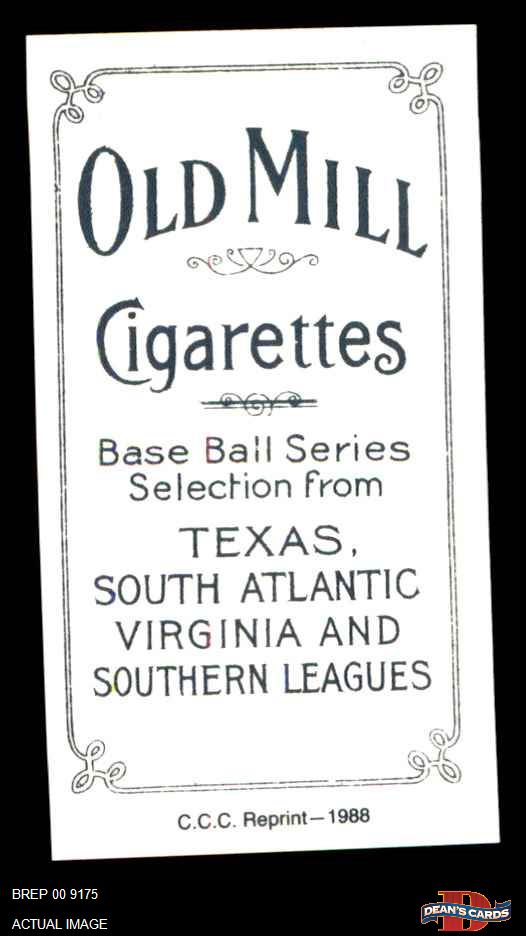 OLD MILL
Cigarettes
Base Ball Series
Selection from
TEXAS,
SOUTH ATLANTIC
VIRGINIA AND
SOUTHERN LEAGUES
C.C.C. Reprint—1988
BREP 00 9175
ACTUAL IMAGE
DEAN'S CARDS